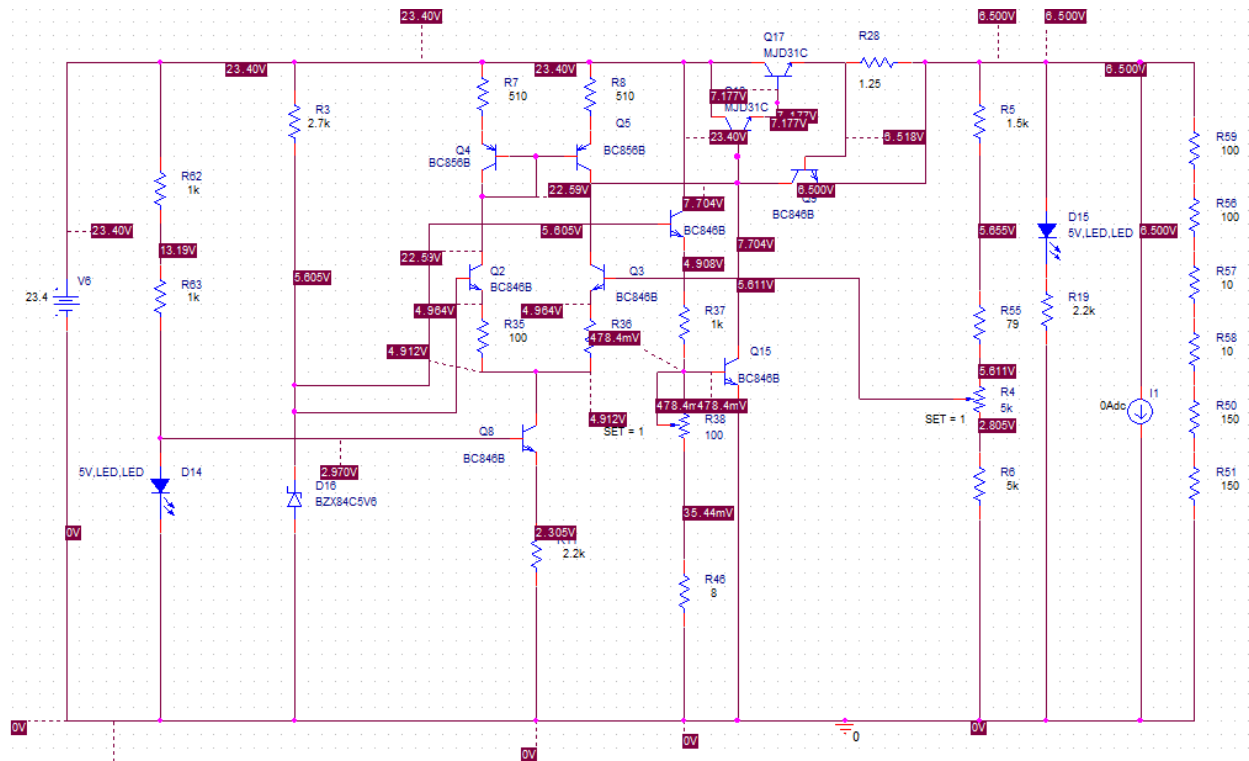 23.40V
6.500V
6.500V
Q17
MJD31C
R28
1.25
23.40V
23.40V
6.500V
R7
510
R8
510
R3
2.7k
7.177V
MJD31C
7.177V
7.177V
R5
1.5k
Q4
BC856B
Q5
BC856B
23.40V
6.518V
R59
100
R62
1k
22.59V
6.500V
Q9
BC846B
R56
100
7.704V
BC846B
D15
5V,LED,LED
23.40V
13.19V
5.605V
5.655V
6.500V
22.59V
7.704V
4.908V
R57
10
5.605V
Q2
BC846B
Q3
BC846B
5.611V
V6
23.4
R63
1k
4.964V
4.964V
R19
2.2k
R35
100
R36
478.4mV
R37
1k
R55
79
R58
10
4.912V
Q15
BC846B
5.611V
R4
5k
SET = 1
I1
0Adc
478.4mV
R38
100
4.912V
SET = 1
2.805V
R50
150
Q8
BC846B
5V,LED,LED
D14
2.970V
D16
BZX84C5V6
R6
5k
R51
150
0V
2.305V
2.2k
35.44mV
R46
8
0V
0V
0V
0V
0